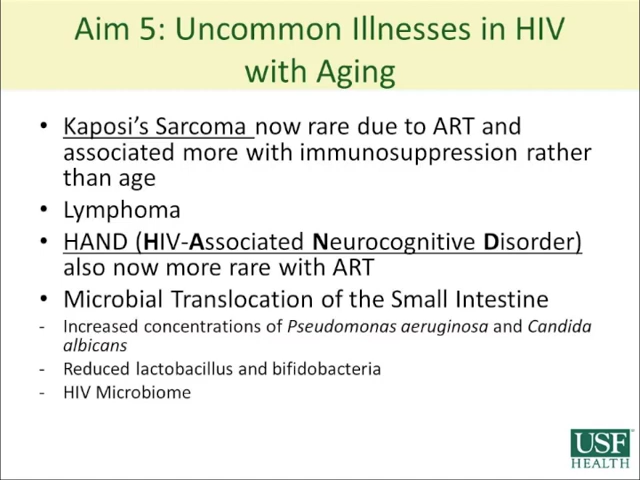 Aim 5: Uncommon Illnesses in HIV
with Aging
• Kaposi's Sarcoma now rare due to ART and
associated more with immunosuppression rather
than age
• Lymphoma
• HAND (HIV-Associated Neurocognitive Disorder)
also now more rare with ART
• Microbial Translocation of the Small Intestine
- Increased concentrations of Pseudomonas aeruginosa and Candida
albicans
- Reduced lactobacillus and bifidobacteria
- HIV Microbiome
USF
HEALTH